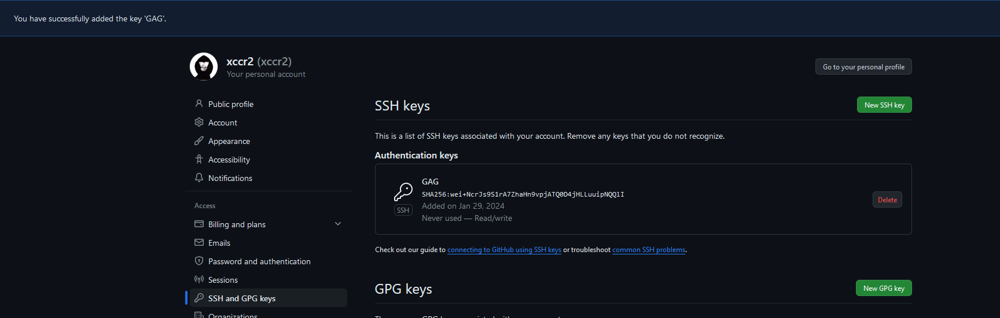 You have successfully added the key 'GAG'.
xccr2 (xccr2)
Your personal account
Go to your personal profile
Public profile
Account
Appearance
Accessibility
Notifications
Access
Billing and plans
Emails
Password and authentication
Sessions
SSH and GPG keys
Organizations
SSH keys
New SSH key
This is a list of SSH keys associated with your account. Remove any keys that you do not recognize.
Authentication keys
GAG
SHA256:wei+NcrJs9S1rA7ZhaHn9vpjATQ0D4jHLLuuipNQQlI
SSH
Added on Jan 29, 2024
Never used — Read/write
Delete
Check out our guide to connecting to GitHub using SSH keys or troubleshoot common SSH problems.
GPG keys
New GPG key